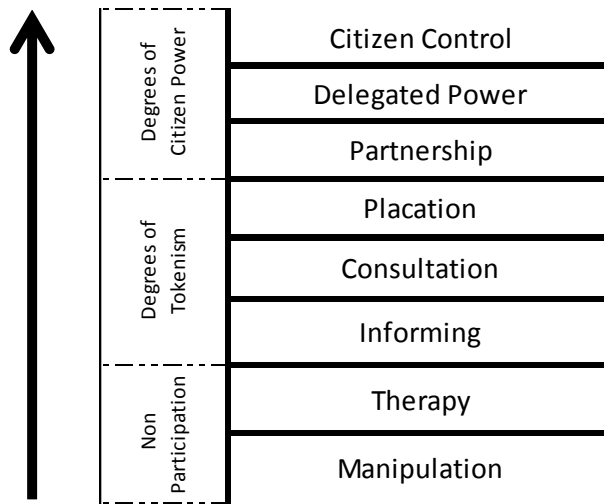 Degrees of
Citizen Power
Citizen Control
Delegated Power
Partnership
Degrees of
Tokenism
Placation
Consultation
Informing
Non
Participation
Therapy
Manipulation